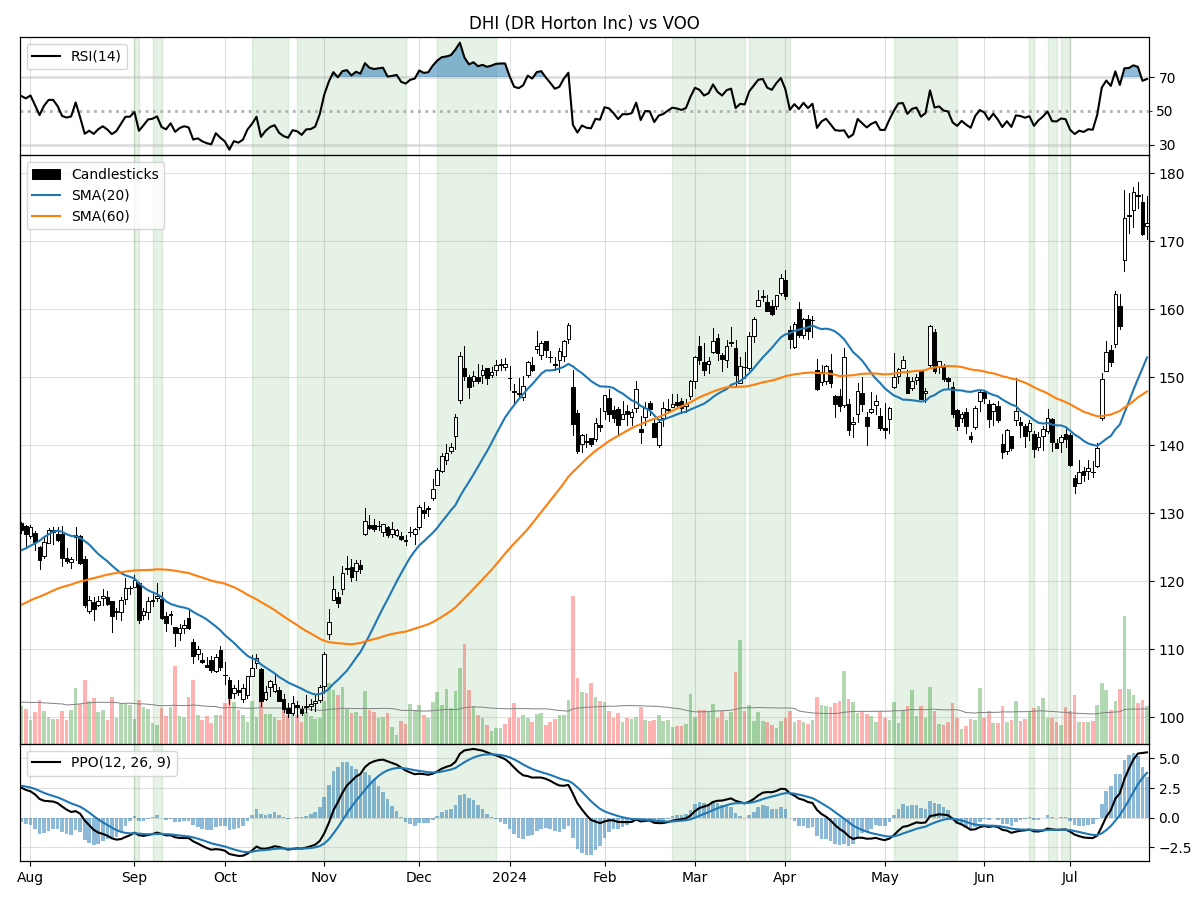 DHI (DR Horton Inc) vs VOO
RSI(14)
70
50
30
Candlesticks
SMA(20)
SMA(60)
180
170
160
150
140
130
120
110
100
PPO(12, 26, 9)
5.0
2.5
0.0
−2.5
Aug Sep Oct Nov Dec 2024 Feb Mar Apr May Jun Jul